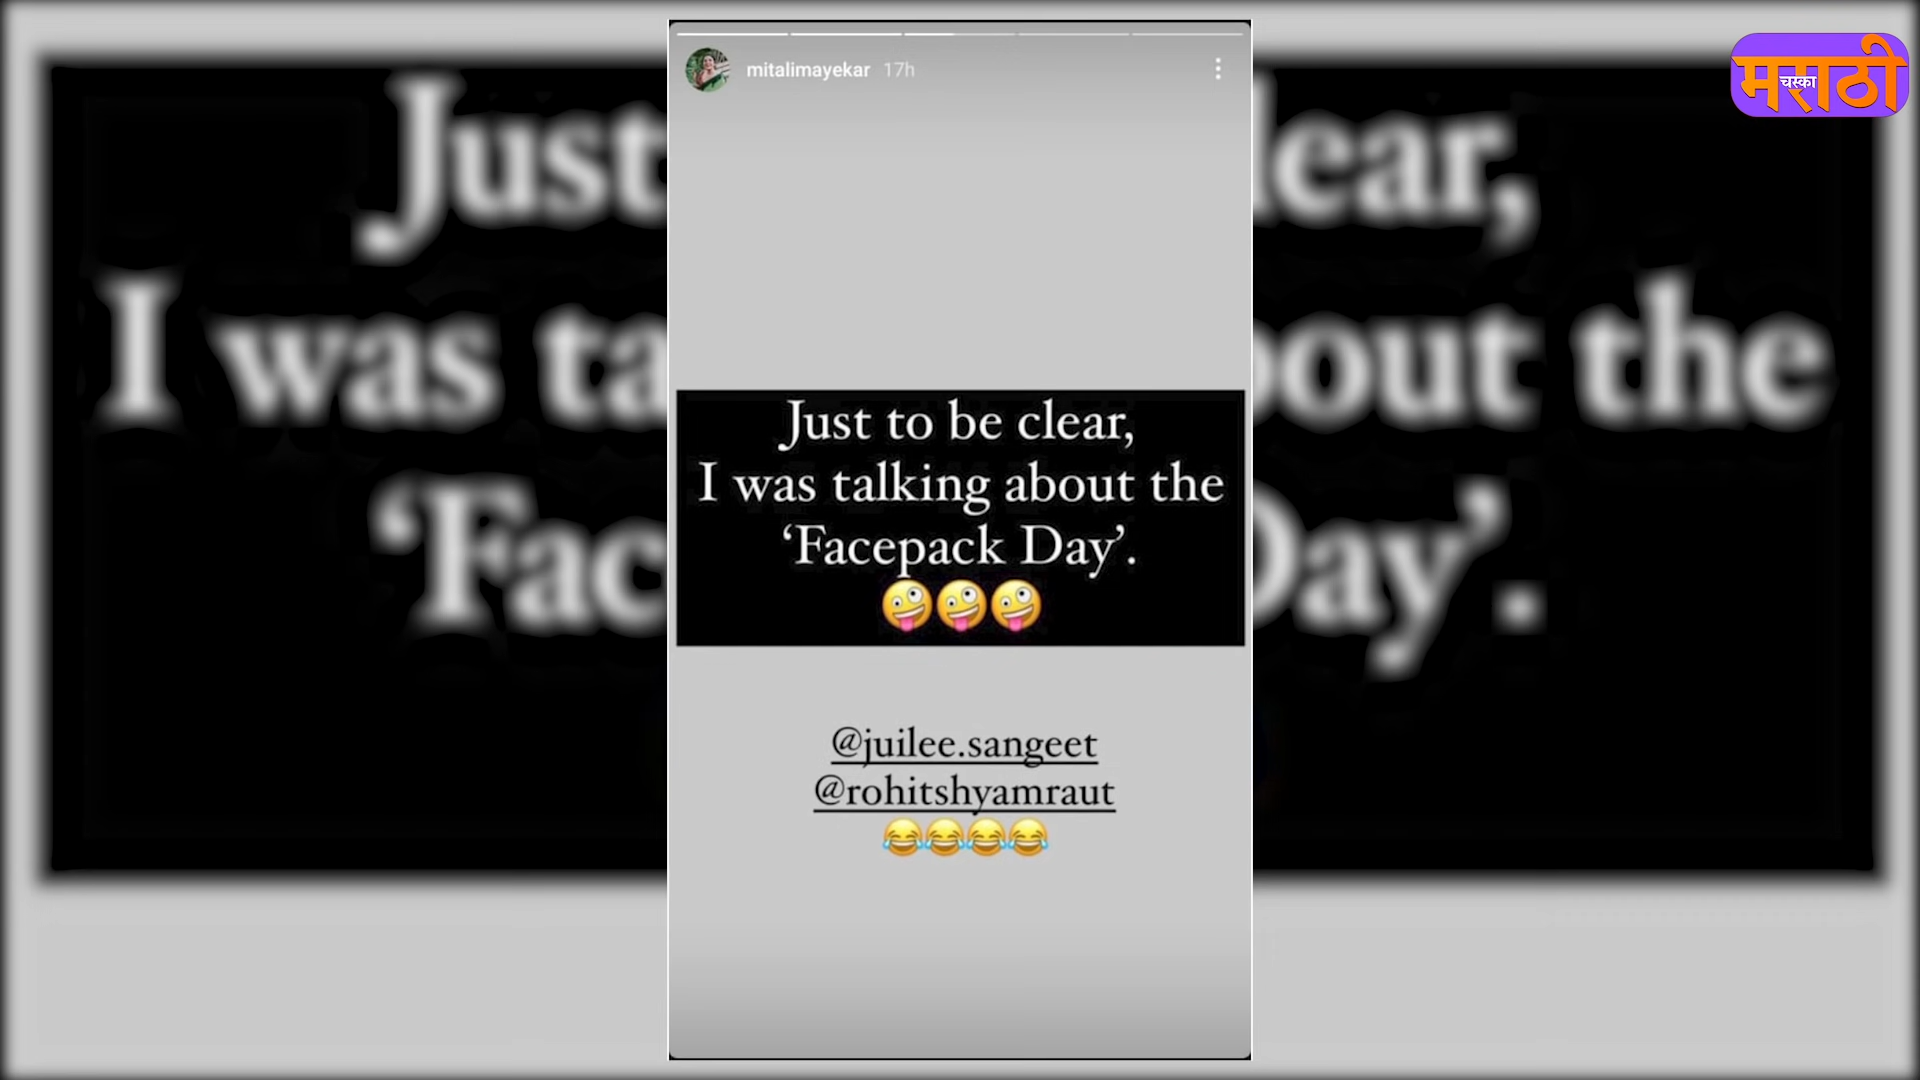 mitalimayekar 17h
मराठी
चस्का
Just to be clear,
I was talking about the
‘Facepack Day’.
🤪🤪🤪
@juilee.sangeet
@rohitshyamraut
😂😂😂😂